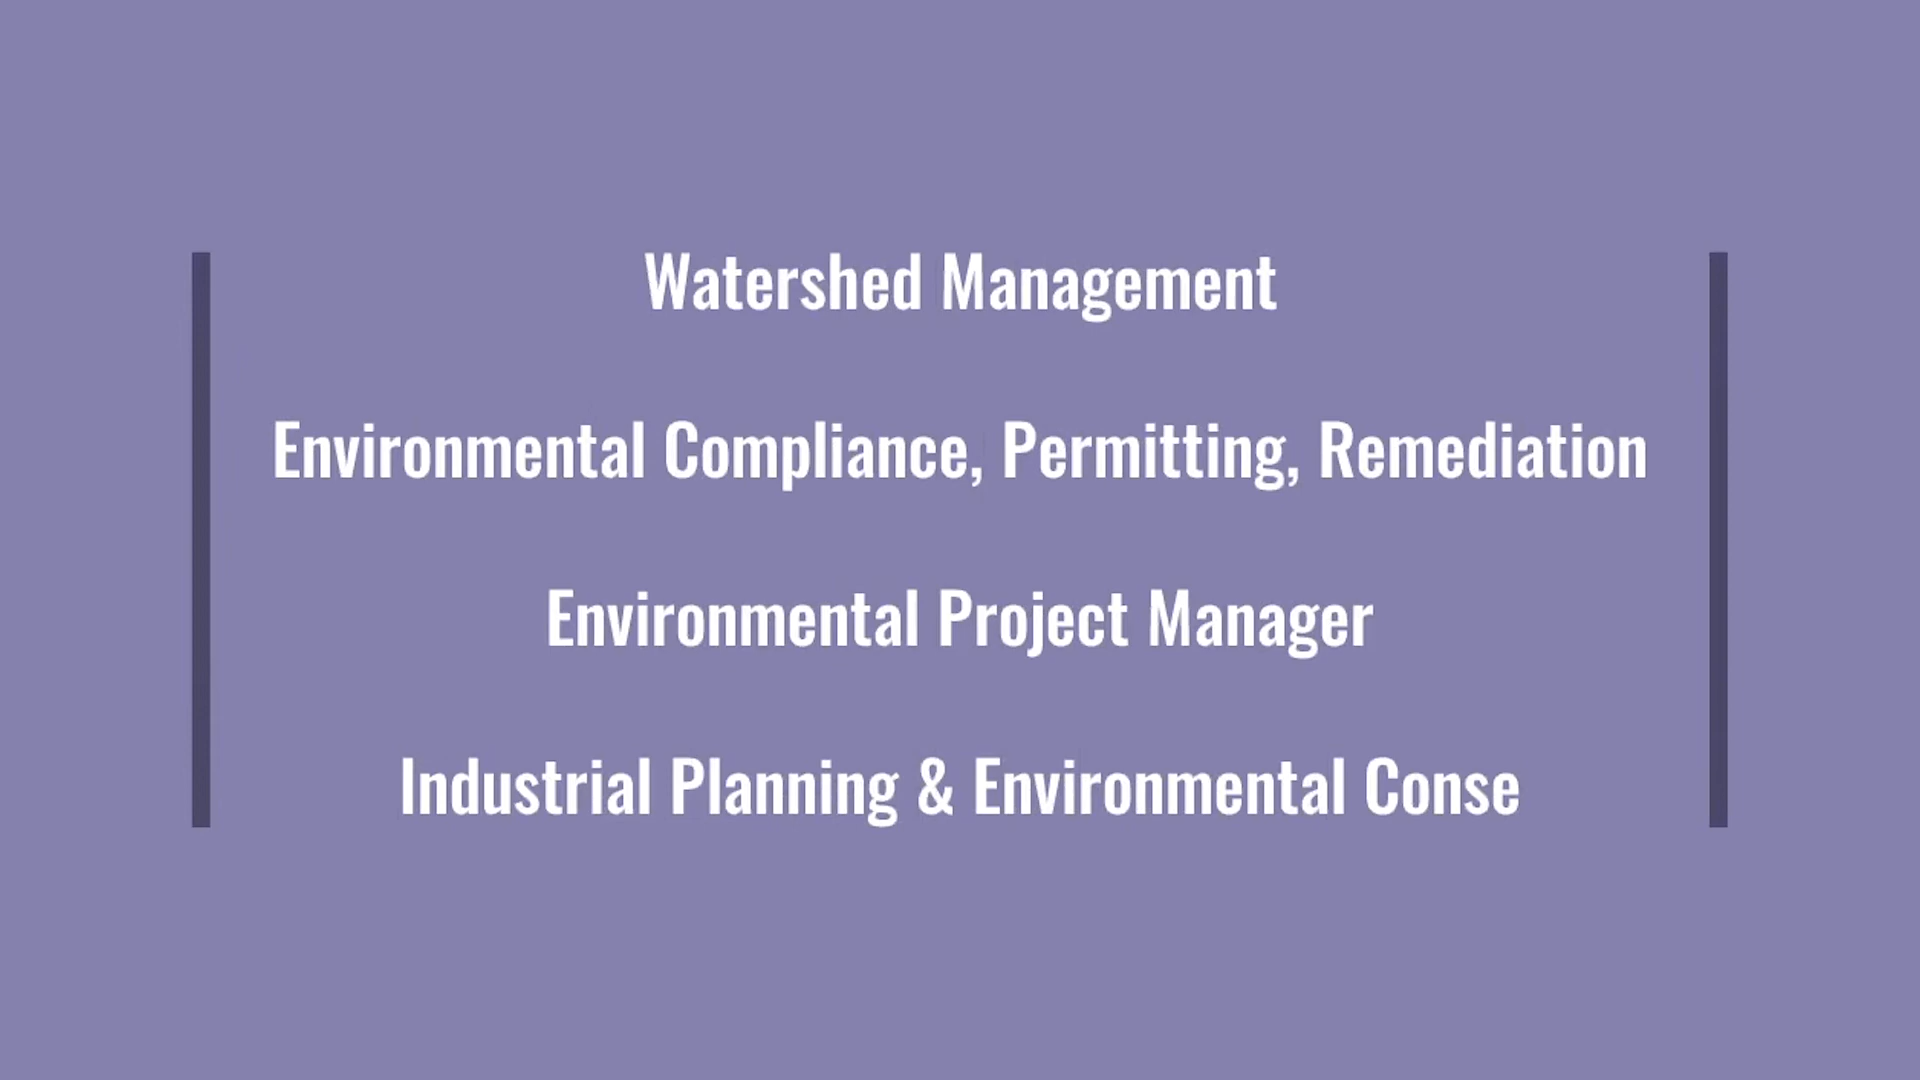 Watershed Management
Environmental Compliance, Permitting, Remediation
Environmental Project Manager
Industrial Planning & Environmental Conse